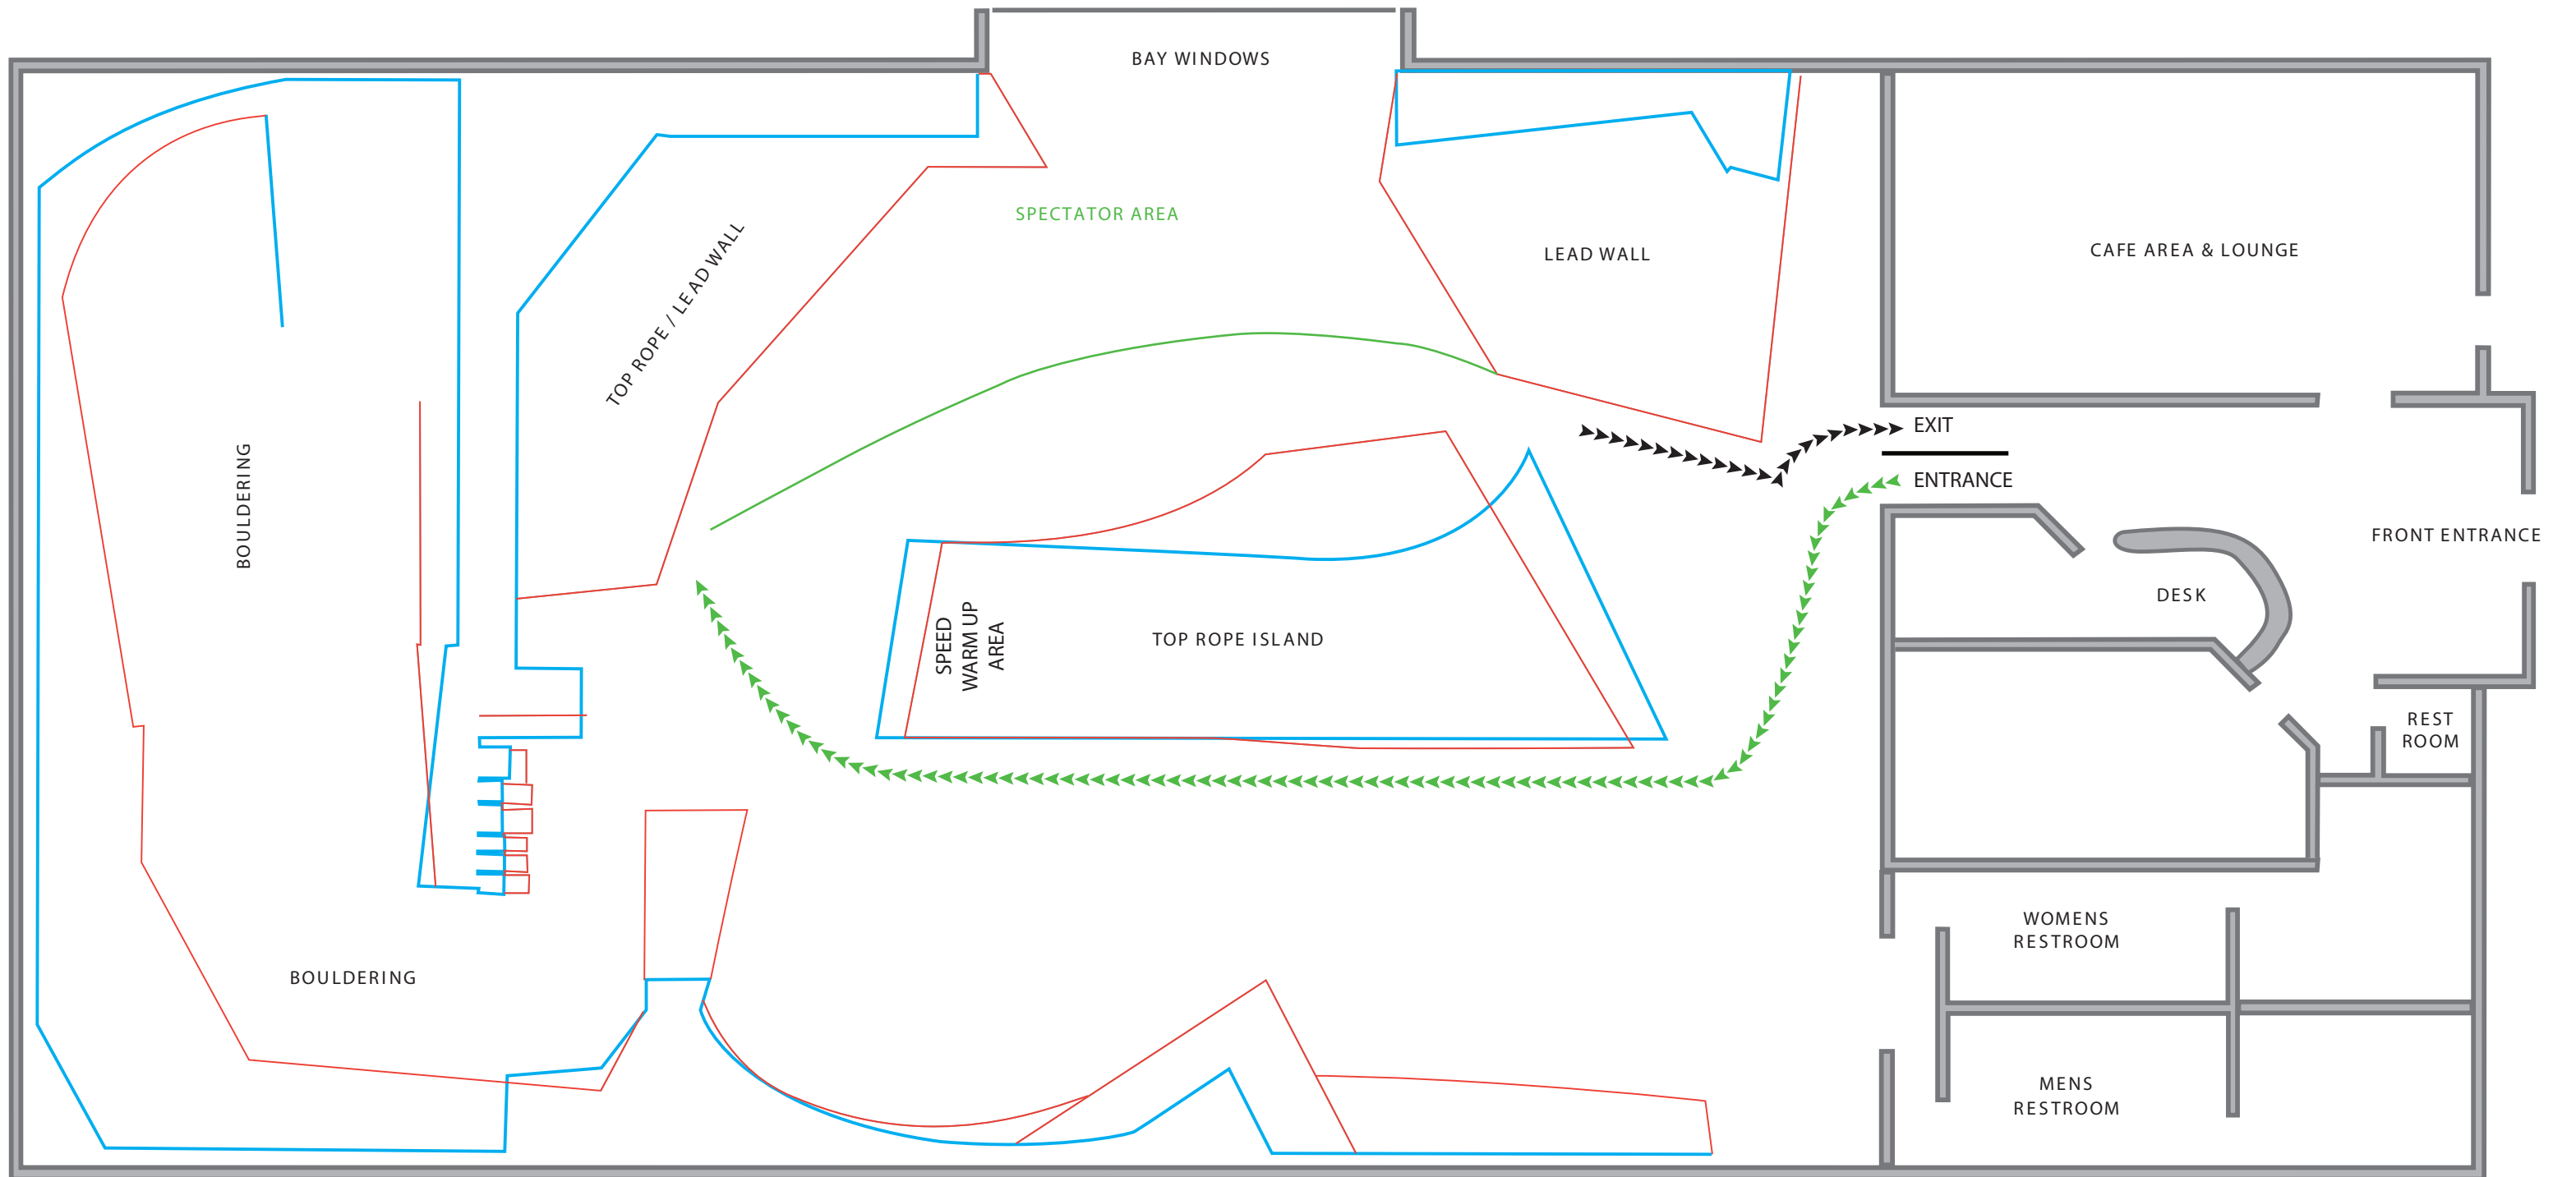 BAY WINDOWS
SPECTATOR AREA
TOP ROPE / LEAD WALL
LEAD WALL
CAFE AREA & LOUNGE
EXIT
ENTRANCE
BOULDERING
FRONT ENTRANCE
DESK
SPEED
WARM UP
AREA
TOP ROPE ISLAND
REST
ROOM
WOMENS
RESTROOM
BOULDERING
MENS
RESTROOM